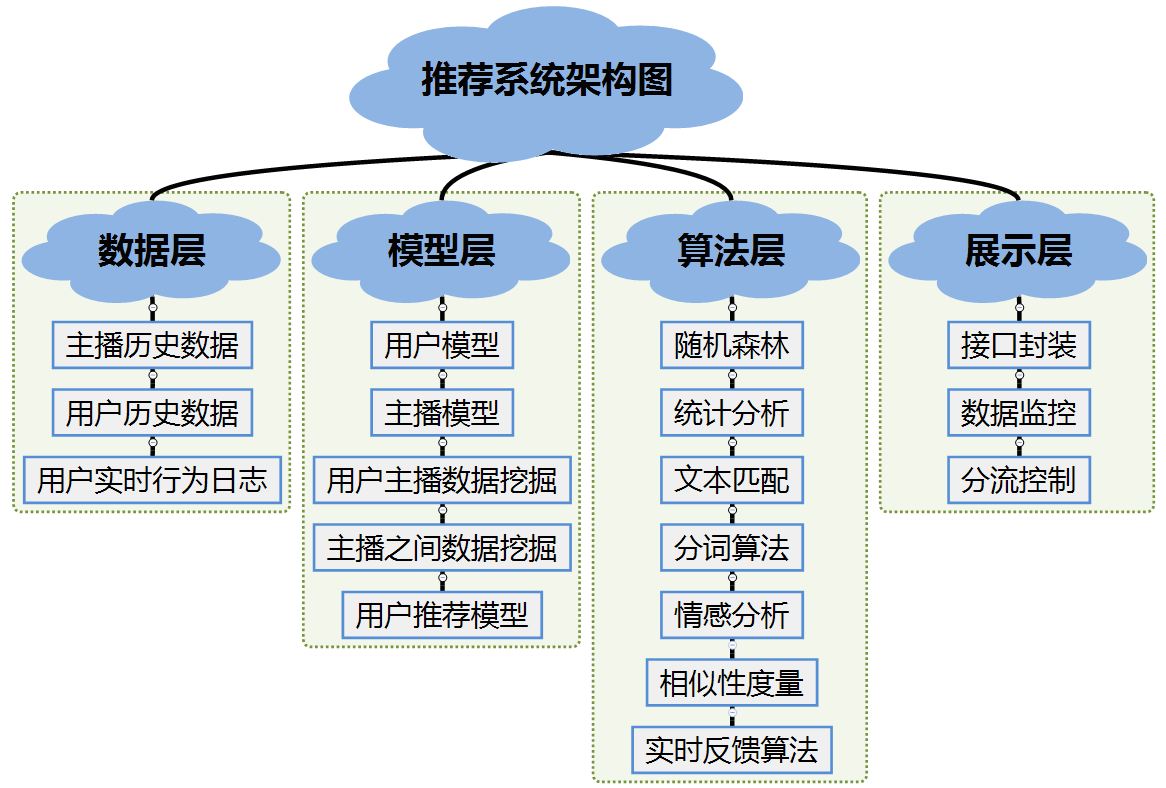 推荐系统架构图
数据层
主播历史数据
用户历史数据
用户实时行为日志
模型层
用户模型
主播模型
用户主播数据挖掘
主播之间数据挖掘
用户推荐模型
算法层
随机森林
统计分析
文本匹配
分词算法
情感分析
相似性度量
实时反馈算法
展示层
接口封装
数据监控
分流控制